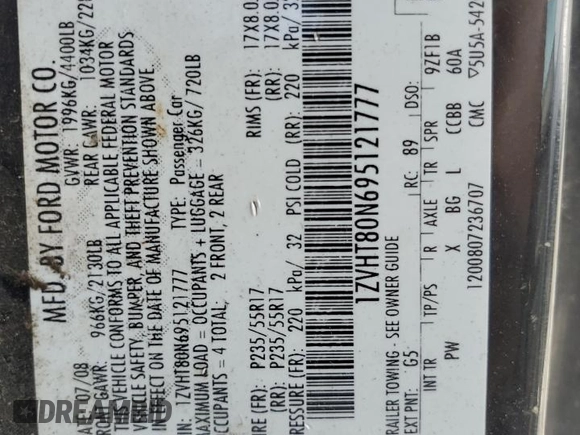 MFD. BY FORD MOTOR CO.
07/08 GVWR: 1996KG/4400LB
GAWR: 966KG/2130LB REAR GAWR: 1034KG/228
VEHICLE CONFORMS TO ALL APPLICABLE FEDERAL MOTOR
VEHICLE SAFETY, BUMPER, AND THEFT PREVENTION STANDARDS
IN EFFECT ON THE DATE OF MANUFACTURE SHOWN ABOVE.
VIN: 1ZVHT80N695121777 TYPE: Passenger Car
MAXIMUM LOAD = OCCUPANTS + LUGGAGE = 326KG/ 720LB
OCCUPANTS = 4 TOTAL; 2 FRONT, 2 REAR
(FR): P235/55R17 RIMS (FR): 17X8.0
(RR): P235/55R17 (RR): 17X8.0
PRESSURE (FR): 220 kPa/ 32 PSI COLD (RR): 220 kPa/
1ZVHT80N695121777
TRAILER TOWING - SEE OWNER GUIDE
EXT PNT: G5 RC: 89 DSO: 9ZF1B
INT TR TP/PS R AXLE TR SPR 60A
PW X BG L CCBB
1200807236707 CMC ▽5U5A-542
DREAMBID